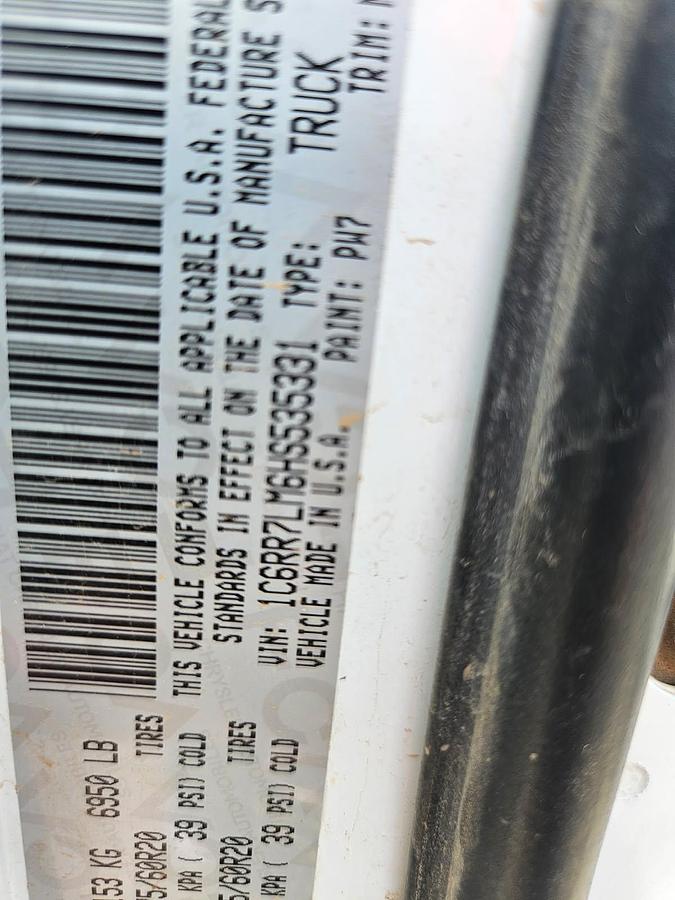 153 KG 6950 LB
TIRES
5/60R20
KPA ( 39 PSI) COLD
TIRES
5/60R20
KPA ( 39 PSI) COLD
THIS VEHICLE CONFORMS TO ALL APPLICABLE U.S.A. FEDERAL
STANDARDS IN EFFECT ON THE DATE OF MANUFACTURE S
VIN: 1C6RR7LM6HS535331 TYPE: TRUCK
VEHICLE MADE IN U.S.A. PAINT: PW7 TRIM: